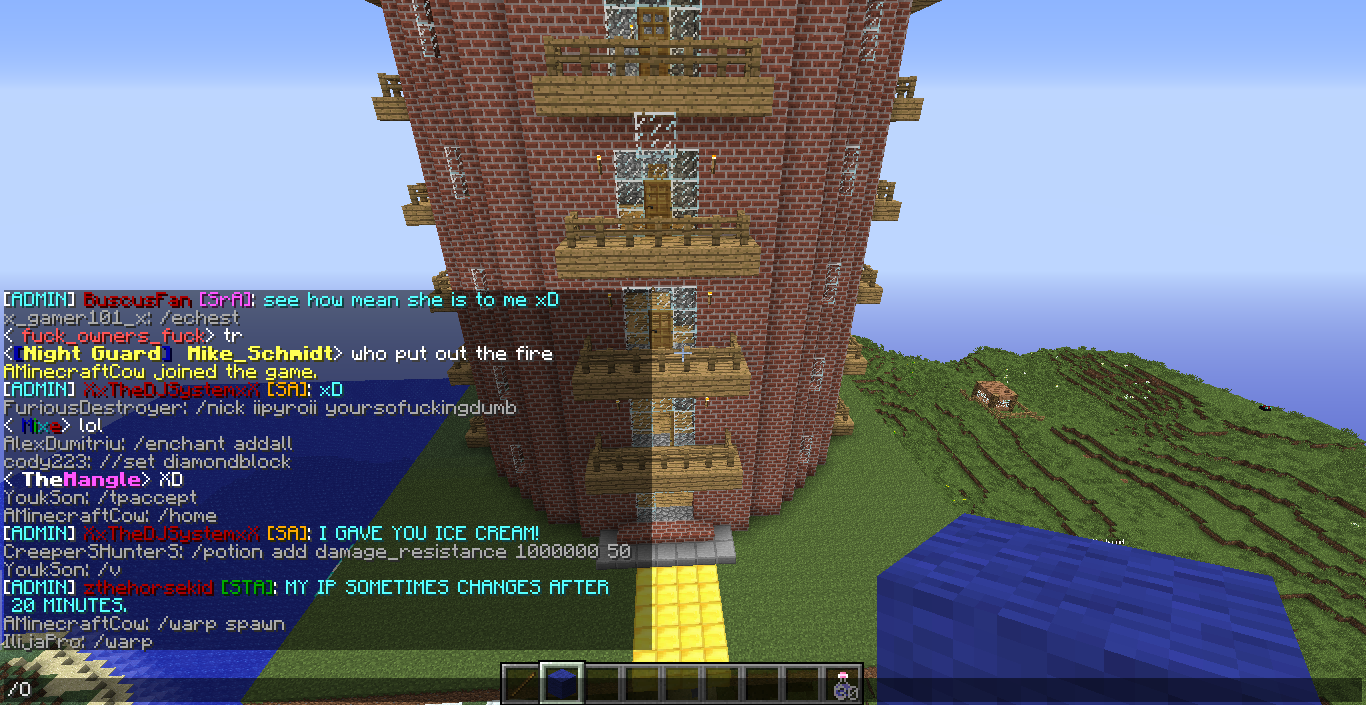 [ADMIN] BuscusFan [SrA]: see how mean she is to me xD
x_gamer101_x: /echest
< fuck_owners_fuck> tr
<[Night Guard] Mike_Schmidt> who put out the fire
AMinecraftCow joined the game.
[ADMIN] XxTheDJSystemxX [SA]: xD
FuriousDestroyer: /nick iipyroii yoursofuckingdumb
< Nixe> lol
AlexDumitriu: /enchant addall
cody223: //set diamondblock
< TheMangle> XD
YoukSon: /tpaccept
AMinecraftCow: /home
[ADMIN] XxTheDJSystemxX [SA]: I GAVE YOU ICE CREAM!
CreeperSHunterS: /potion add damage_resistance 1000000 50
YoukSon: /v
[ADMIN] zthehorsekid [STA]: MY IP SOMETIMES CHANGES AFTER
20 MINUTES.
AMinecraftCow: /warp spawn
IlijaPro: /warp
/O